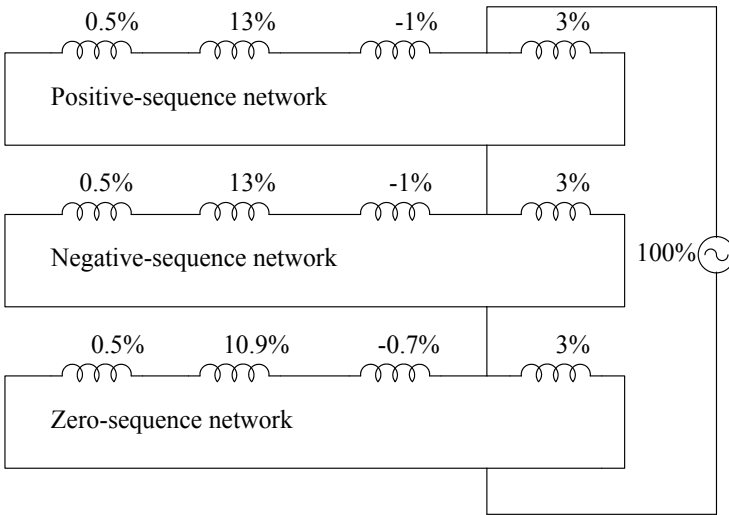 0.5% 13% -1% 3%
Positive-sequence network
0.5% 13% -1% 3%
Negative-sequence network
100%
0.5% 10.9% -0.7% 3%
Zero-sequence network